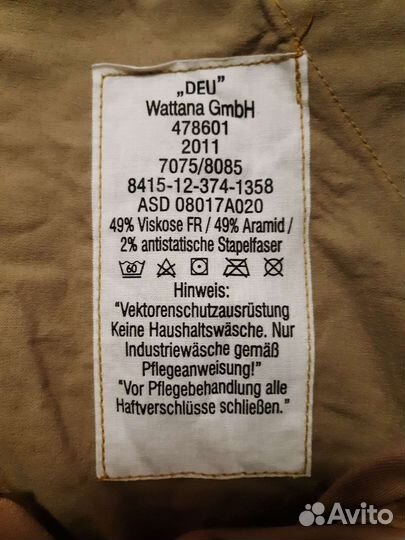 „DEU”
Wattana GmbH
478601
2011
7075/8085
8415-12-374-1358
ASD 08017A020
49% Viskose FR / 49% Aramid /
2% antistatische Stapelfaser
60
Hinweis:
“Vektorenschutzausrüstung
Keine Haushaltswäsche. Nur
Industriewäsche gemäß
Pflegeanweisung!”
“Vor Pflegebehandlung alle
Haftverschlüsse schließen.”
Avito